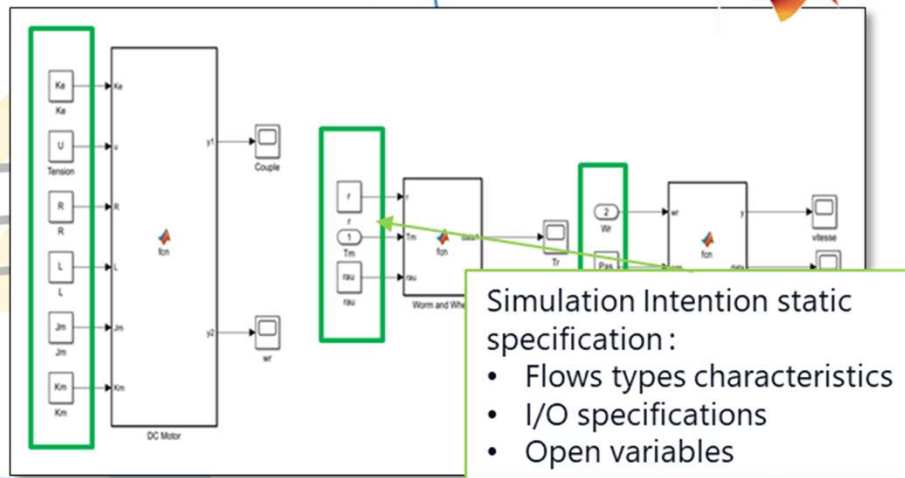 Ke
Ke
Ke
U
u
Tension
R
R
R
L
L
L
Jm
Jm
Jm
Km
Km
Km
fcn
y1
y2
DC Motor
Couple
wr
r
r
r
1
Tm
Tm
rau
rau
rau
fcn
Worm and Whe
Tr
2
Wr
wr
Pas
fcn
y
vitesse
Simulation Intention static
specification :
• Flows types characteristics
• I/O specifications
• Open variables